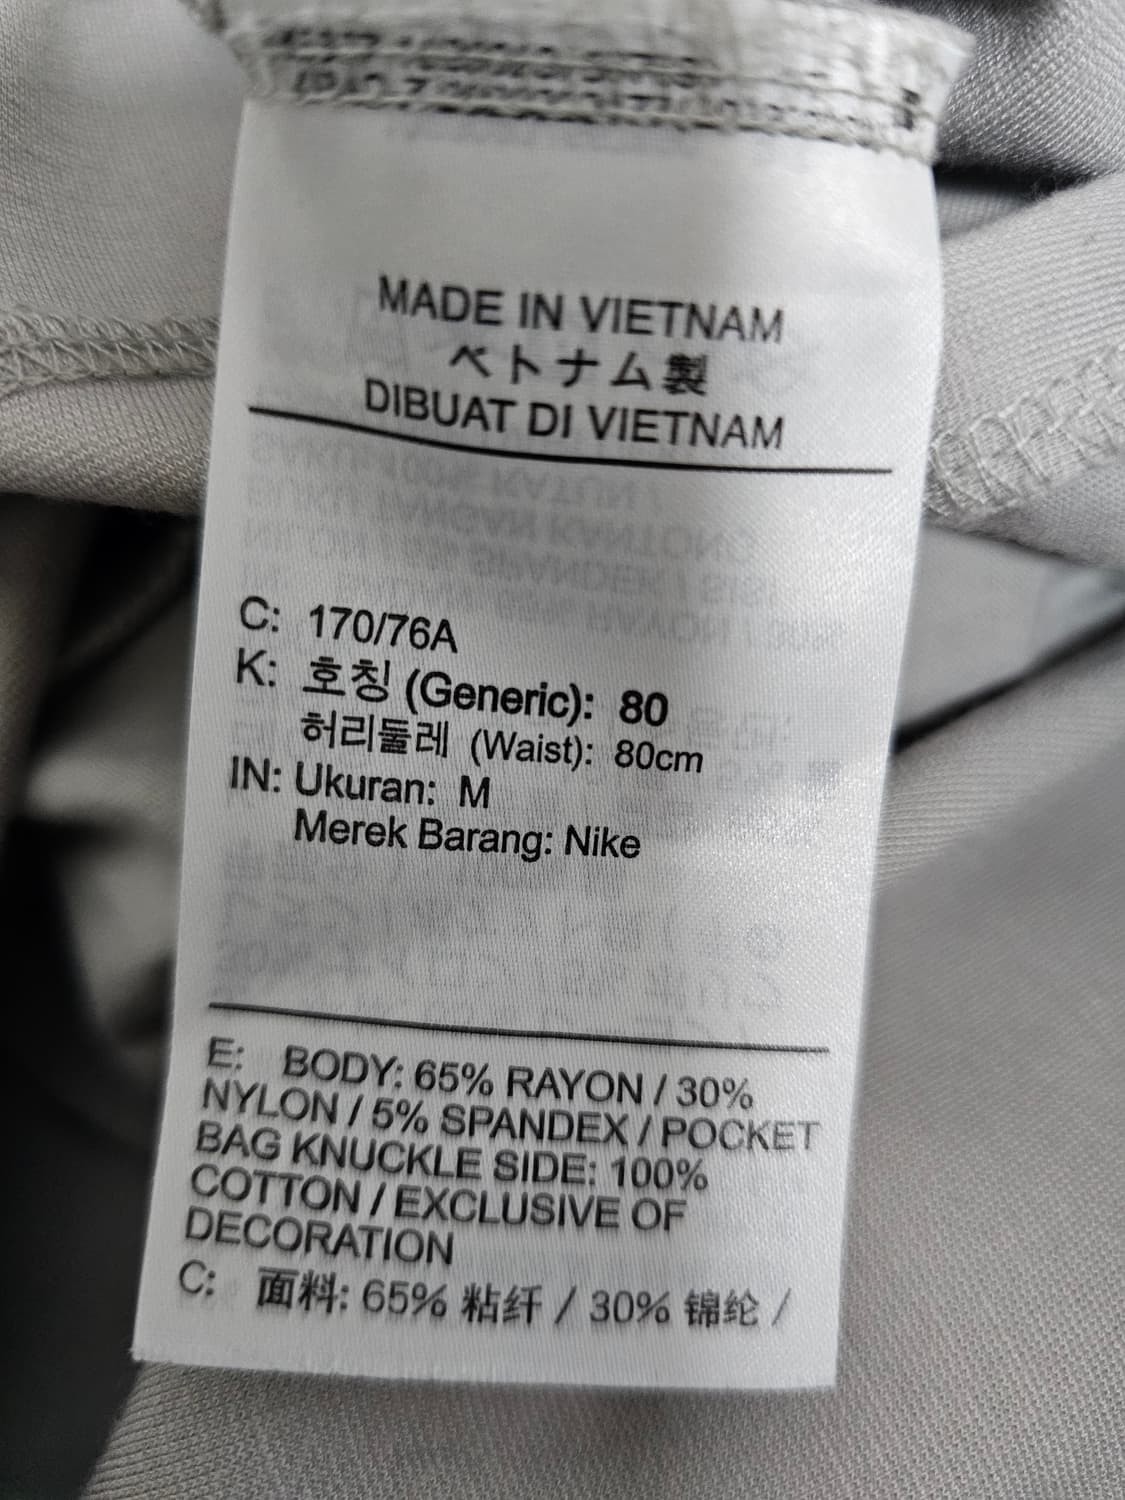 MADE IN VIETNAM
ベトナム製
DIBUAT DI VIETNAM
C: 170/76A
K: 호칭 (Generic): 80
허리둘레 (Waist): 80cm
IN: Ukuran: M
Merek Barang: Nike
E: BODY: 65% RAYON / 30%
NYLON / 5% SPANDEX / POCKET
BAG KNUCKLE SIDE: 100%
COTTON / EXCLUSIVE OF
DECORATION
C: 面料: 65% 粘纤 / 30% 锦纶 /